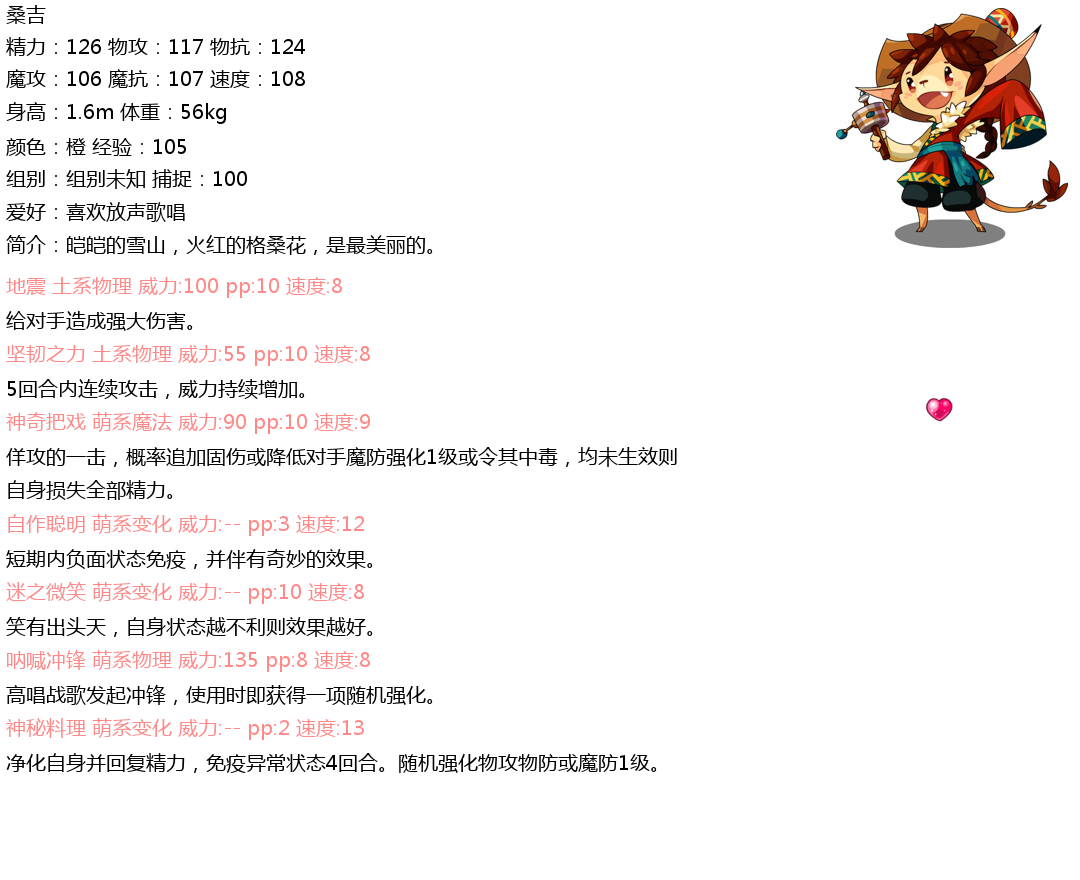 桑吉
精力：126 物攻：117 物抗：124
魔攻：106 魔抗：107 速度：108
身高：1.6m 体重：56kg
颜色：橙 经验：105
组别：组别未知 捕捉：100
爱好：喜欢放声歌唱
简介：皑皑的雪山，火红的格桑花，是最美丽的。
地震 土系物理 威力:100 pp:10 速度:8
给对手造成强大伤害。
坚韧之力 土系物理 威力:55 pp:10 速度:8
5回合内连续攻击，威力持续增加。
神奇把戏 萌系魔法 威力:90 pp:10 速度:9
佯攻的一击，概率追加固伤或降低对手魔防强化1级或令其中毒，均未生效则
自身损失全部精力。
自作聪明 萌系变化 威力:-- pp:3 速度:12
短期内负面状态免疫，并伴有奇妙的效果。
迷之微笑 萌系变化 威力:-- pp:10 速度:8
笑有出头天，自身状态越不利则效果越好。
呐喊冲锋 萌系物理 威力:135 pp:8 速度:8
高唱战歌发起冲锋，使用时即获得一项随机强化。
神秘料理 萌系变化 威力:-- pp:2 速度:13
净化自身并回复精力，免疫异常状态4回合。随机强化物攻物防或魔防1级。